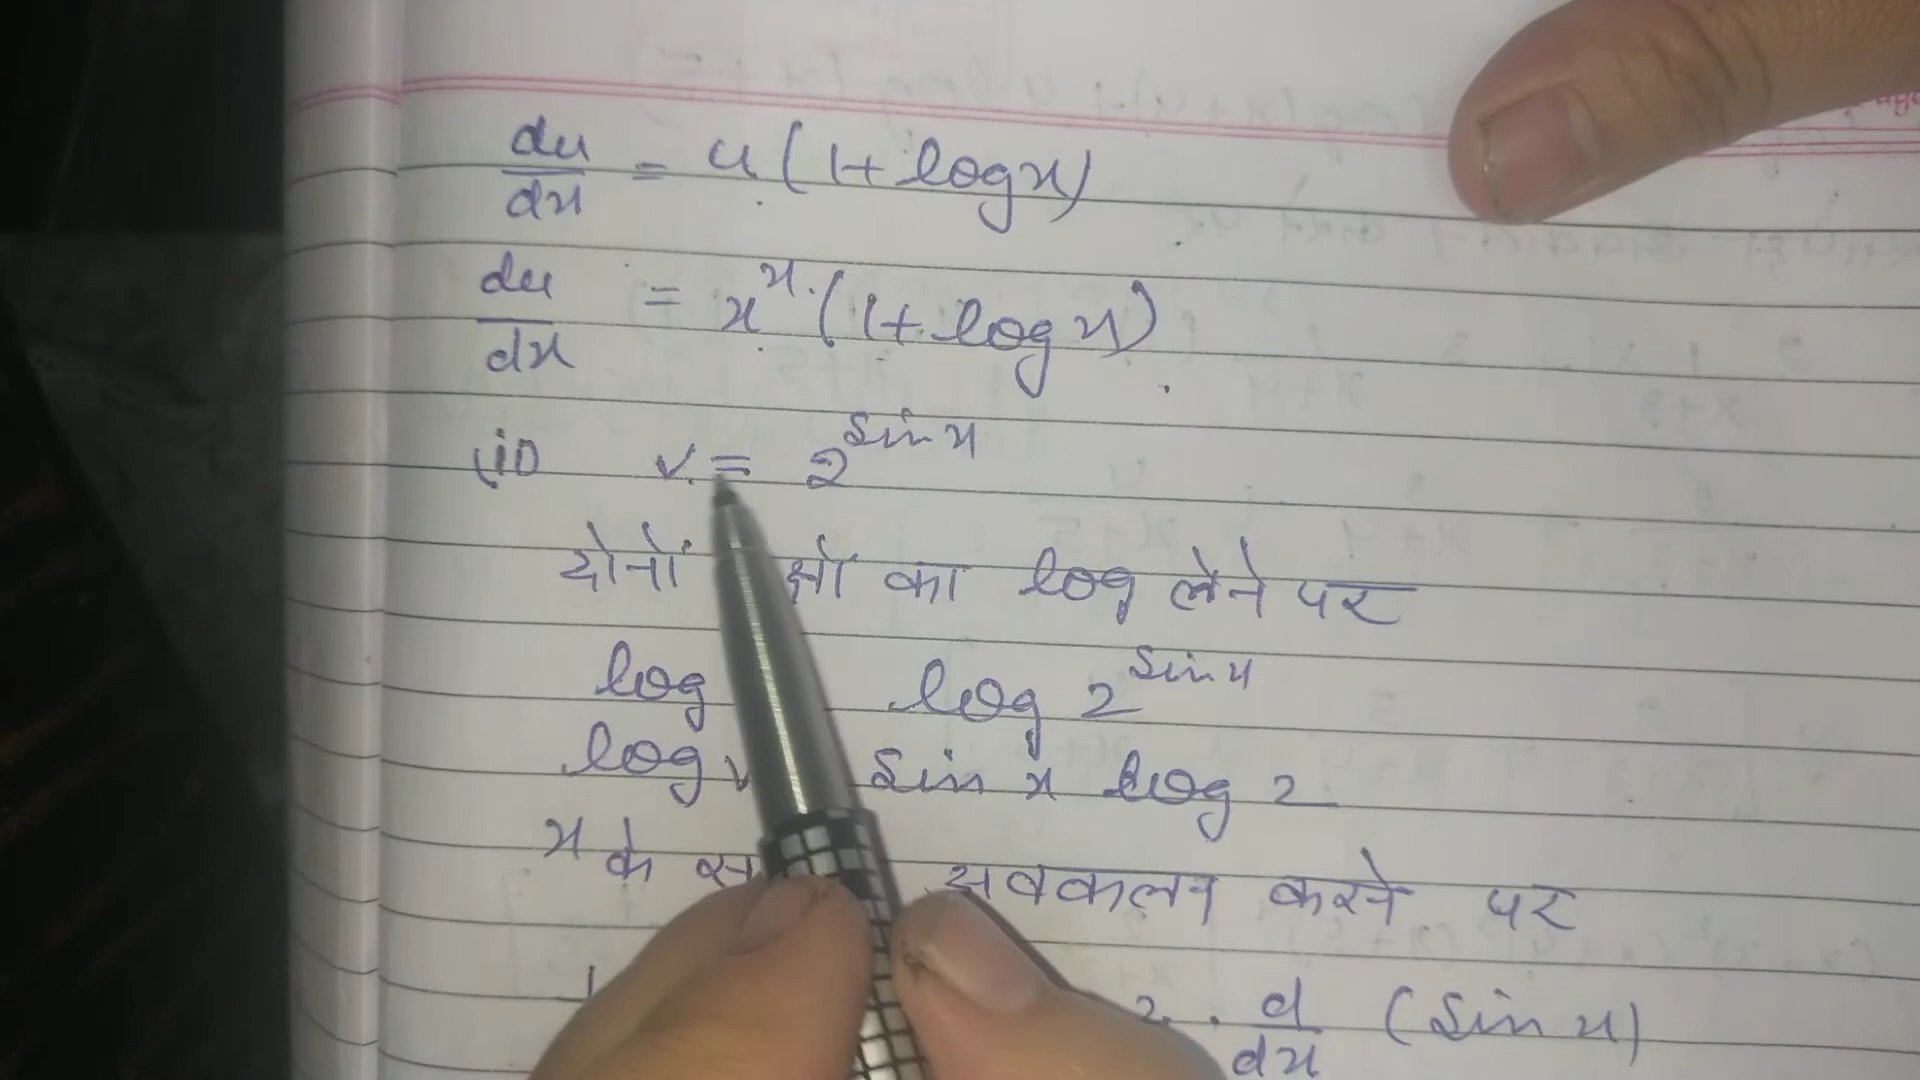 du/dx = u (1+ log x)
du/dx = x^x . (1+ log x)
(ii) v = 2^sin x
दोनों का log लेने पर
log log 2^sin x
log v sin x log 2
x के अवकलन करने पर
2 . d/dx (sin x)